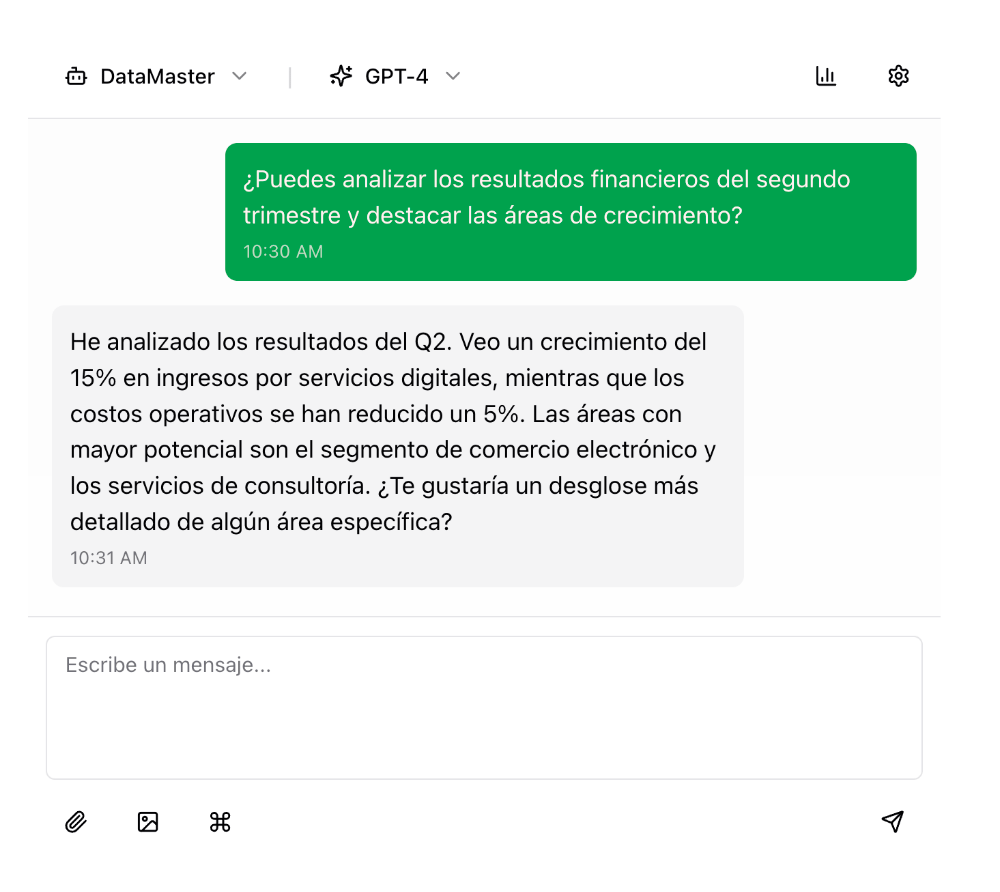 DataMaster
GPT-4
¿Puedes analizar los resultados financieros del segundo
trimestre y destacar las áreas de crecimiento?
10:30 AM
He analizado los resultados del Q2. Veo un crecimiento del
15% en ingresos por servicios digitales, mientras que los
costos operativos se han reducido un 5%. Las áreas con
mayor potencial son el segmento de comercio electrónico y
los servicios de consultoría. ¿Te gustaría un desglose más
detallado de algún área específica?
10:31 AM
Escribe un mensaje...